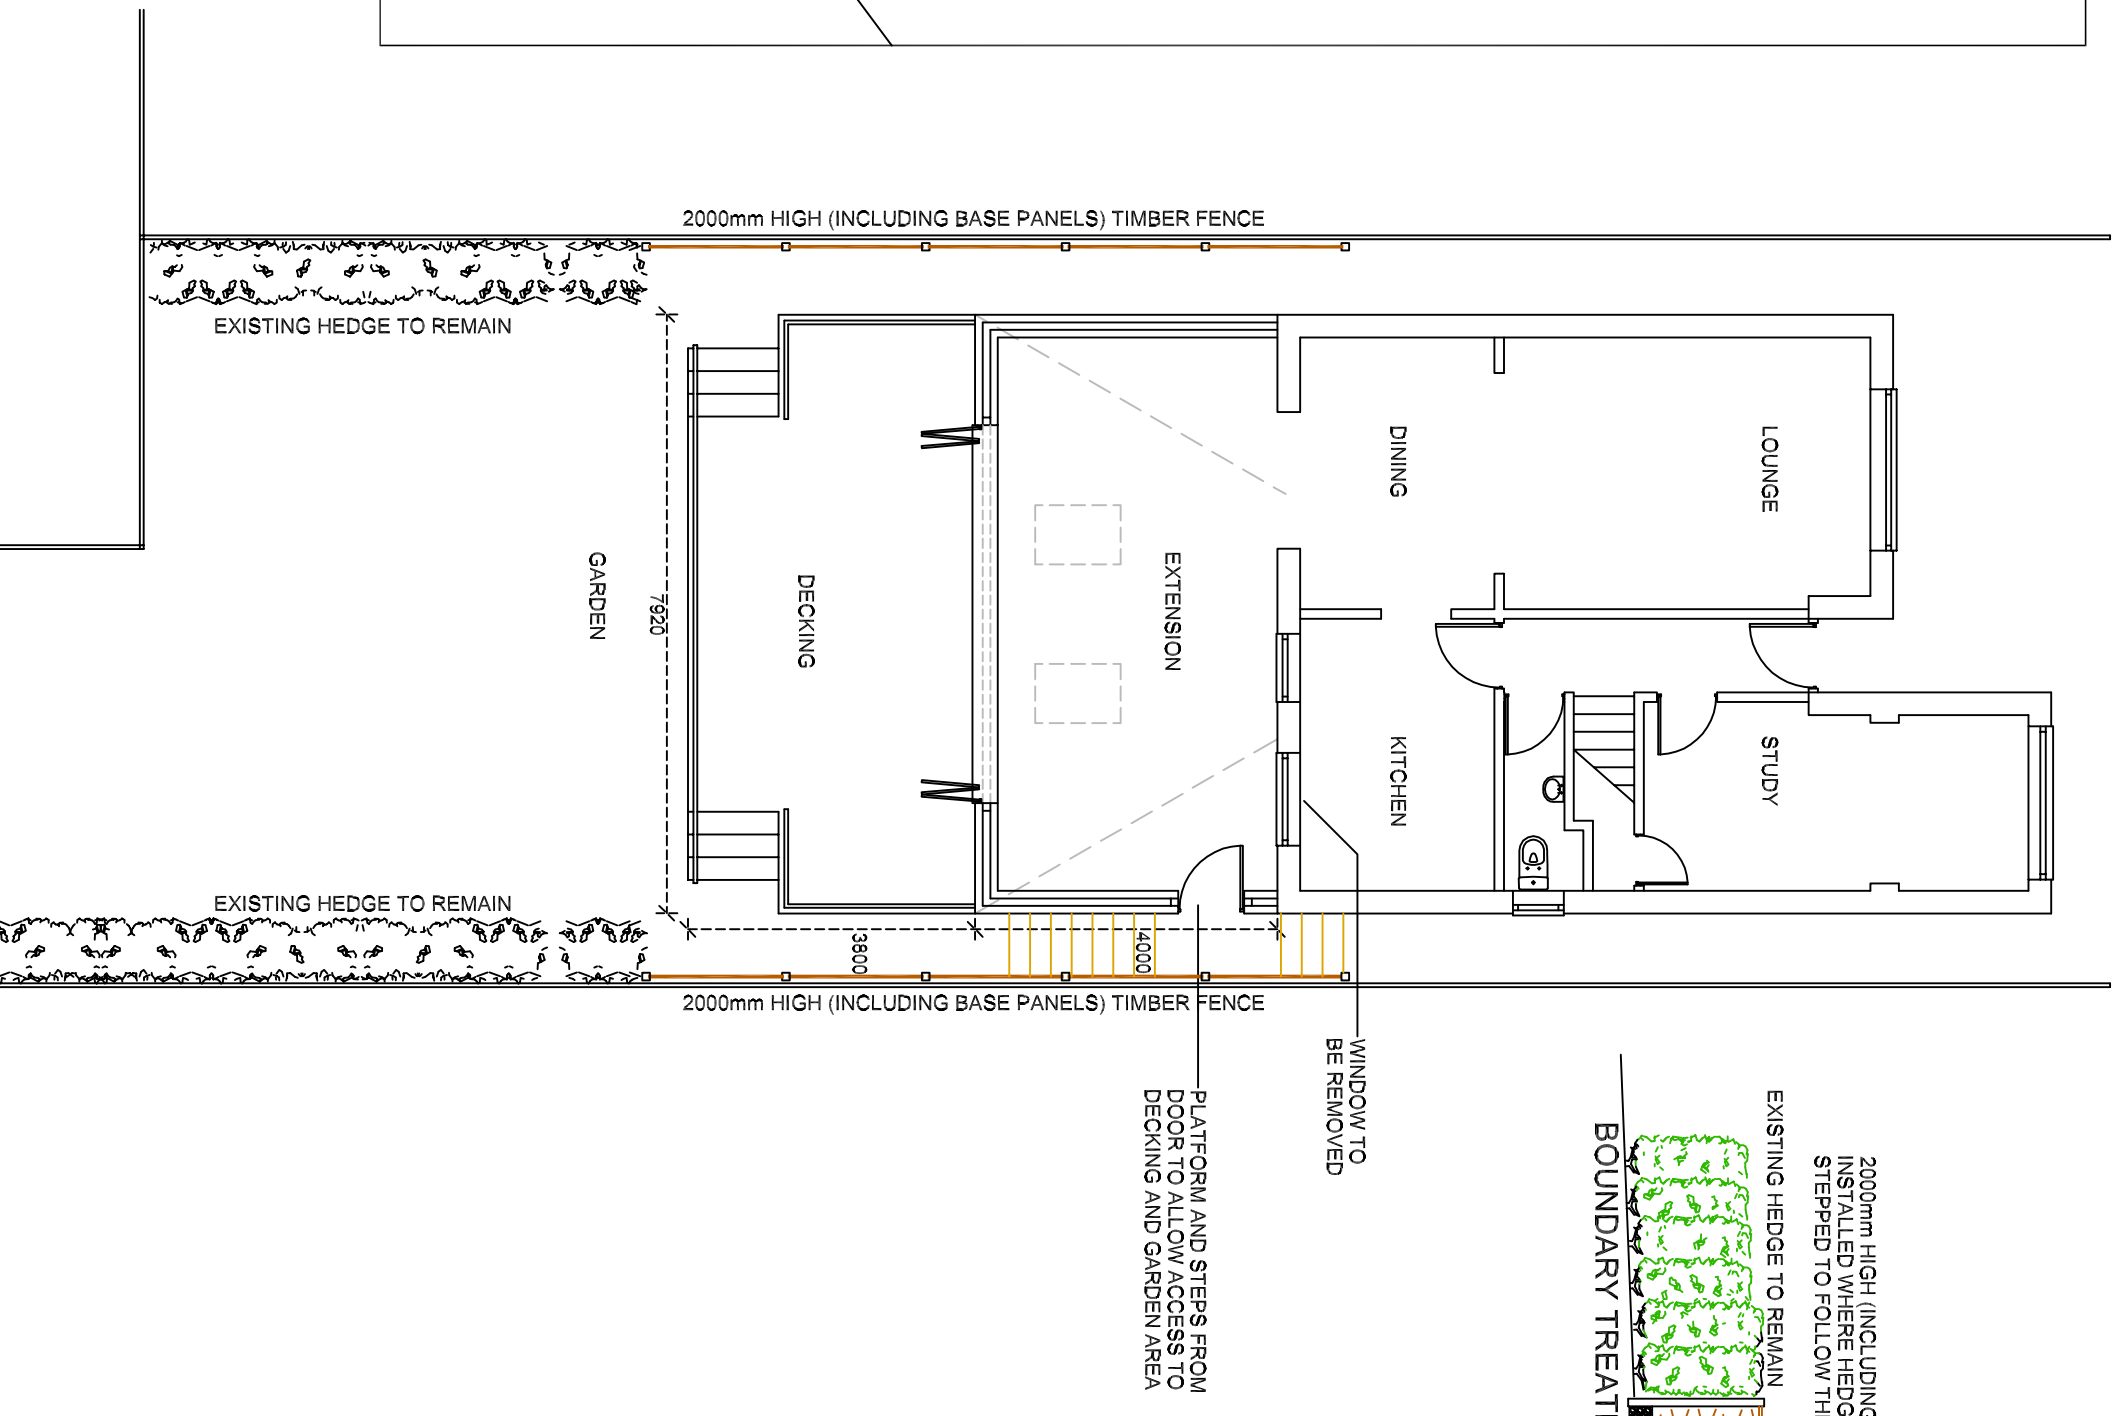 2000mm HIGH (INCLUDING BASE PANELS) TIMBER FENCE
EXISTING HEDGE TO REMAIN
LOUNGE
DINING
EXTENSION
DECKING
GARDEN
7920
STUDY
KITCHEN
EXISTING HEDGE TO REMAIN
3800
4000
2000mm HIGH (INCLUDING BASE PANELS) TIMBER FENCE
WINDOW TO
BE REMOVED
PLATFORM AND STEPS FROM
DOOR TO ALLOW ACCESS TO
DECKING AND GARDEN AREA
2000mm HIGH (INCLUDING
INSTALLED WHERE HEDG
STEPPED TO FOLLOW TH
EXISTING HEDGE TO REMAIN
BOUNDARY TREAT